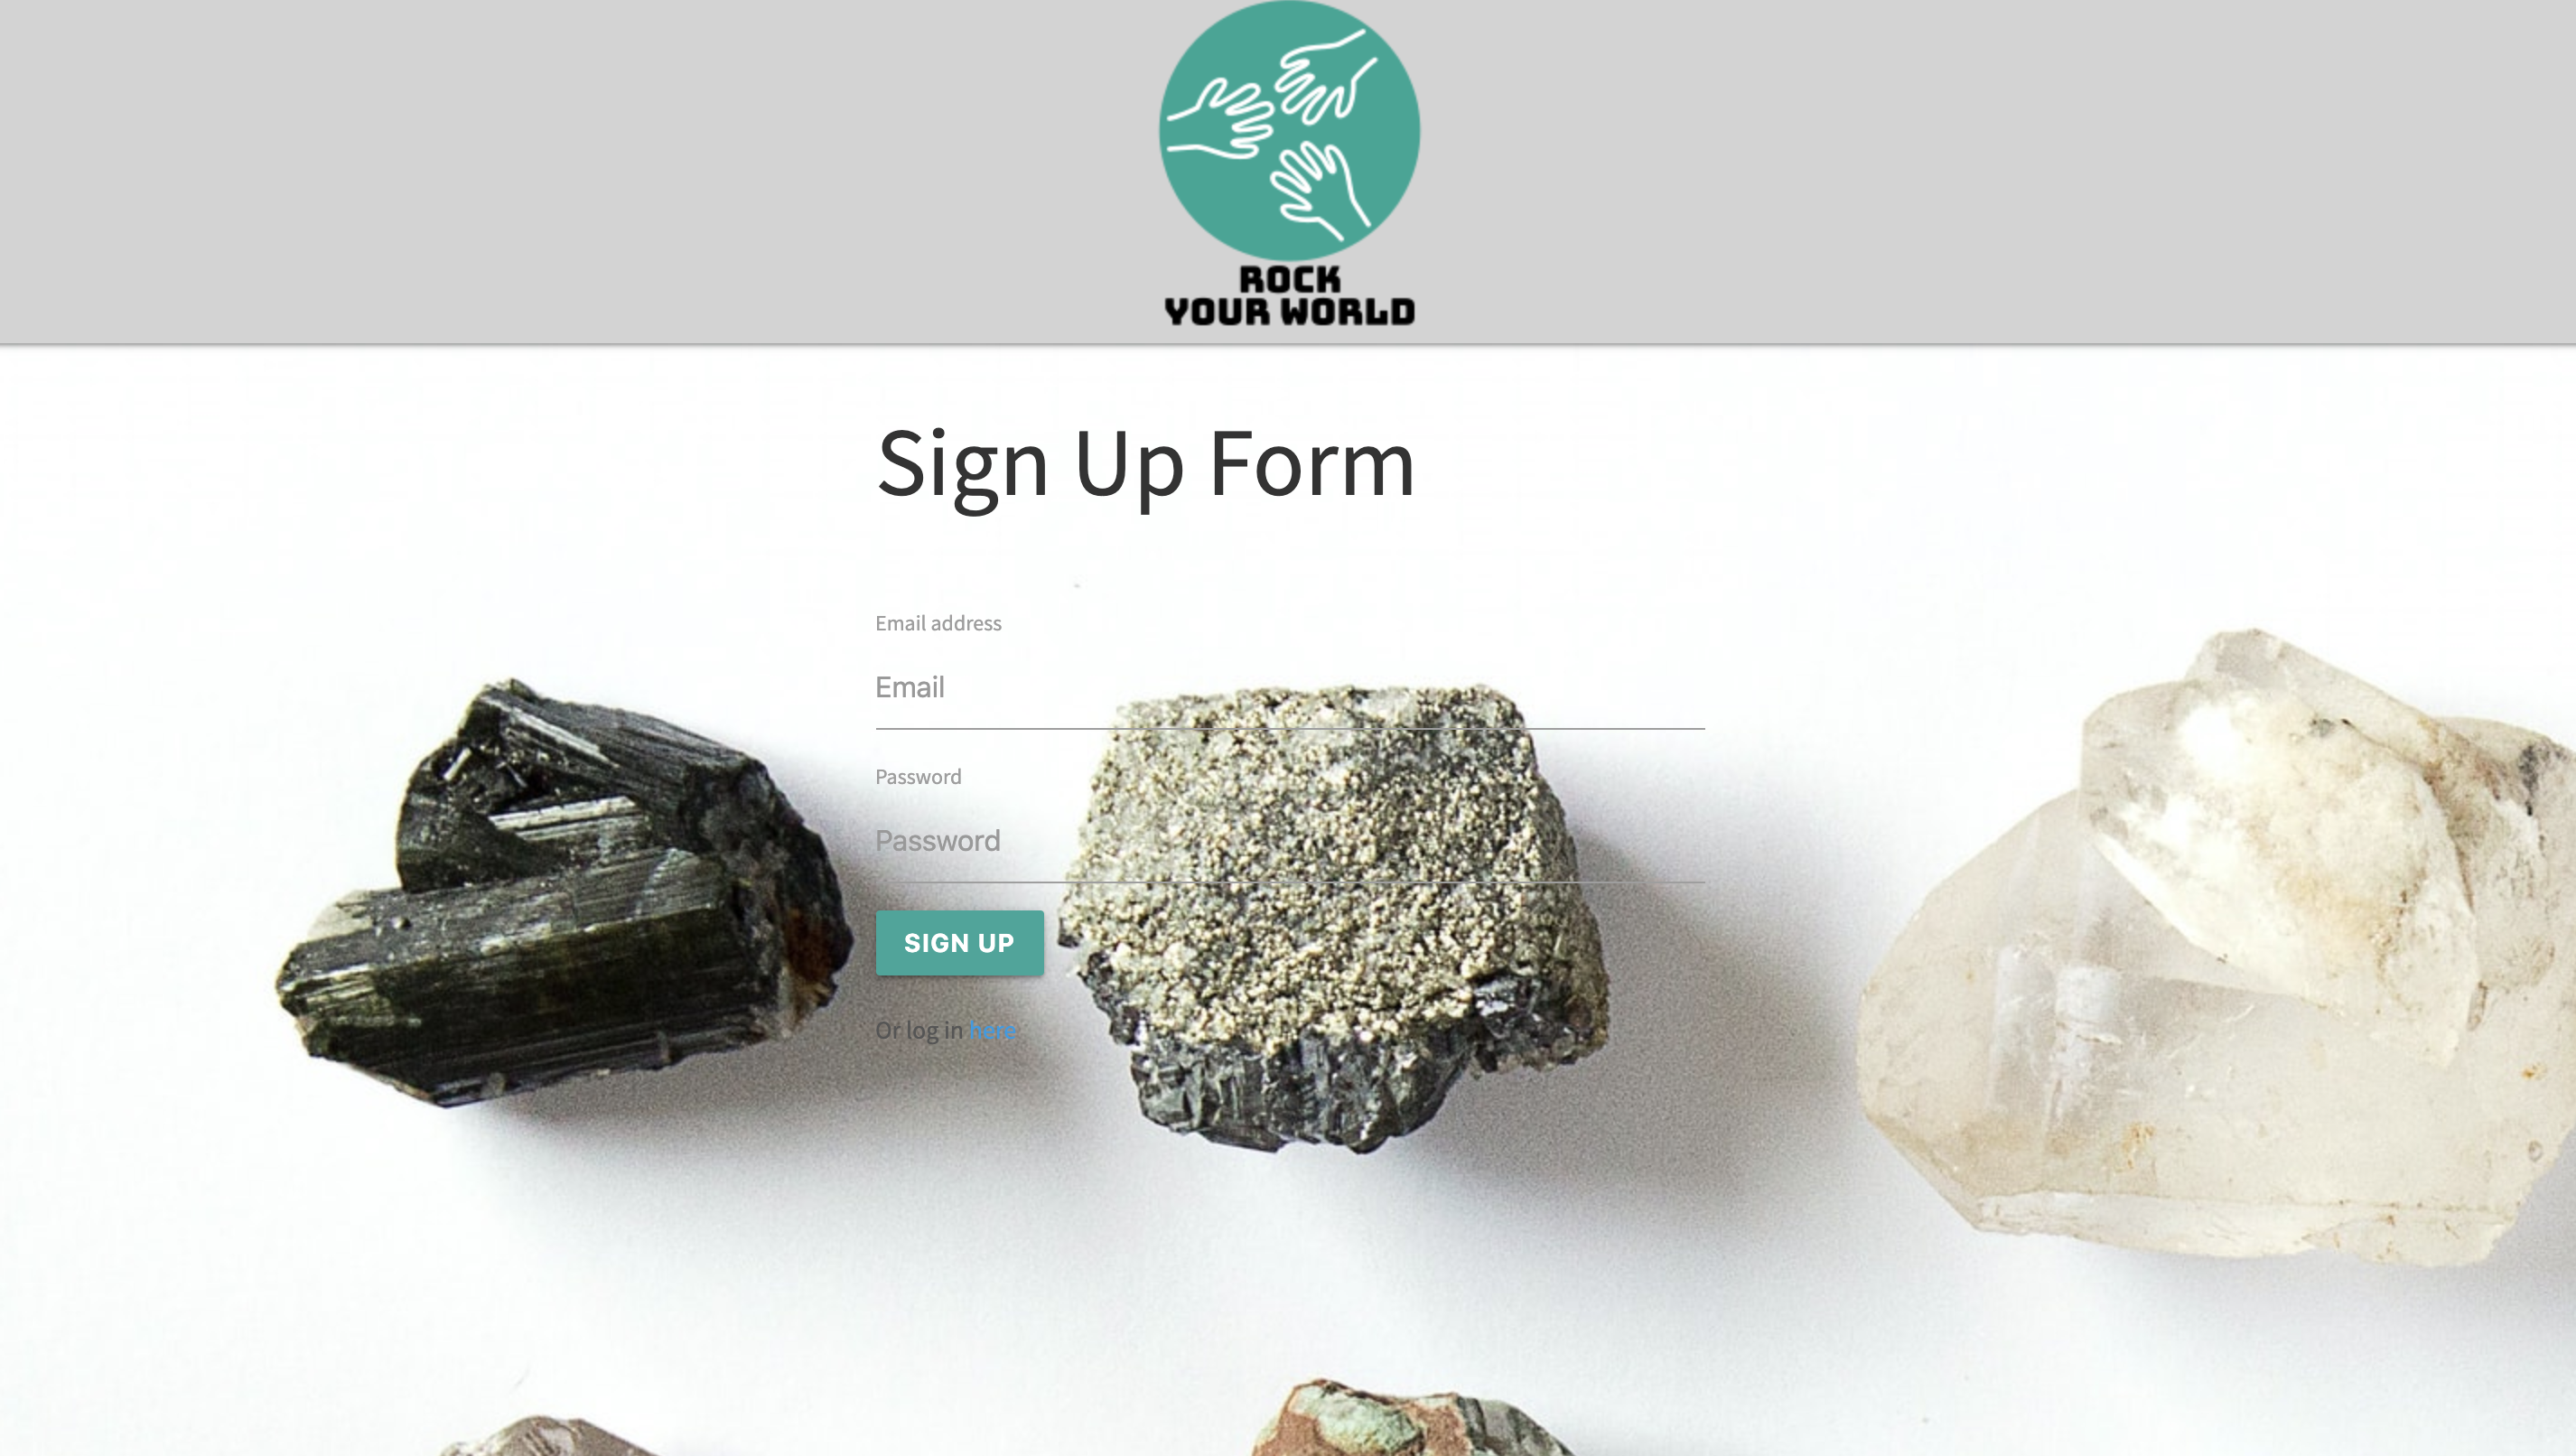 ROCK
YOUR WORLD
Sign Up Form
Email address
Email
Password
Password
SIGN UP
Or log in here